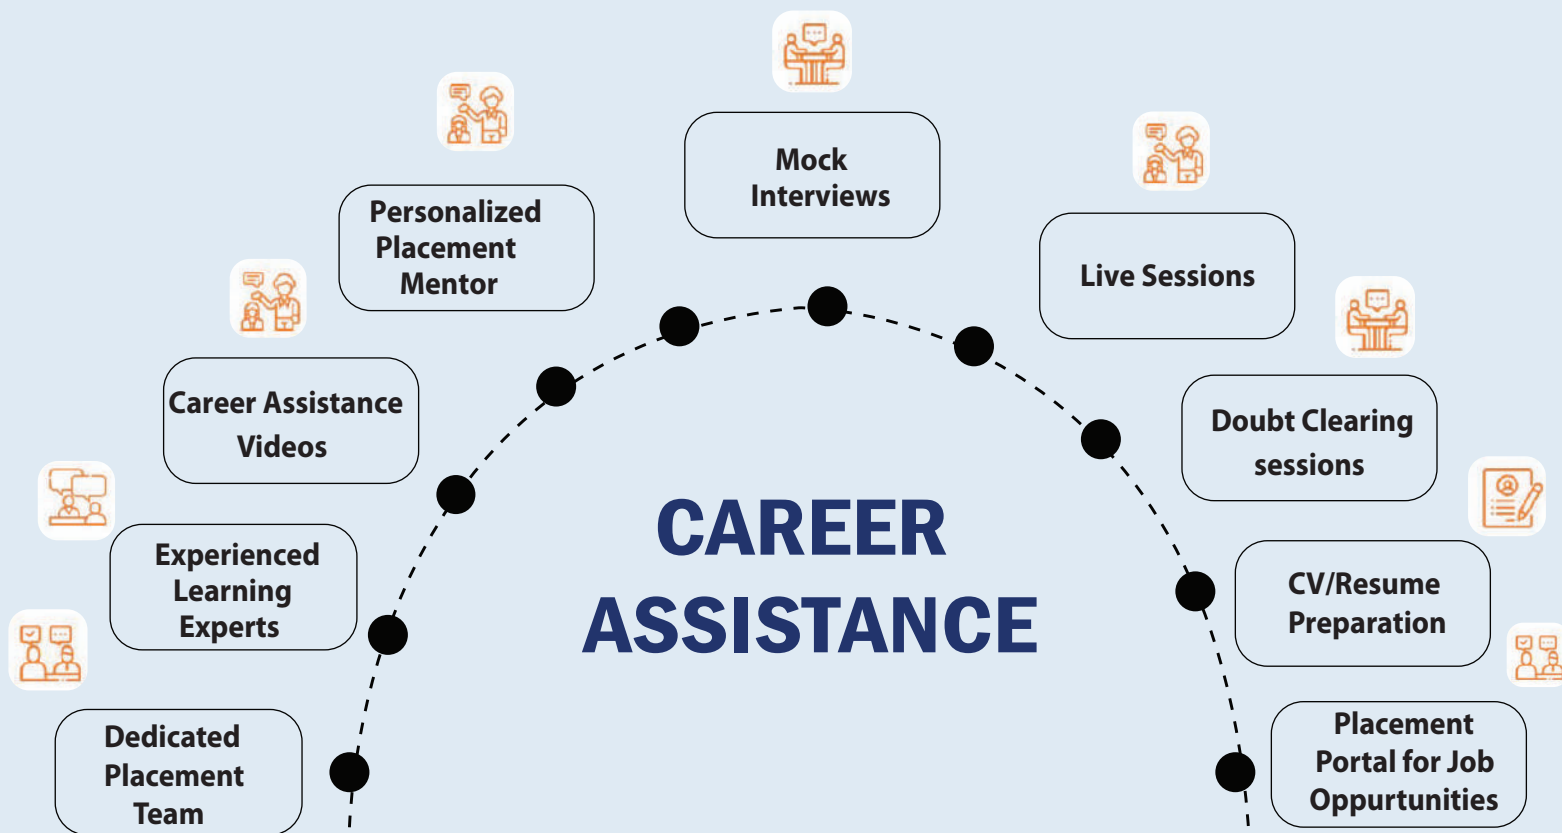 Mock
Interviews
Personalized
Placement
Mentor
Live Sessions
Career Assistance
Videos
Doubt Clearing
sessions
CAREER
ASSISTANCE
Experienced
Learning
Experts
CV/Resume
Preparation
Dedicated
Placement
Team
Placement
Portal for Job
Oppurtunities